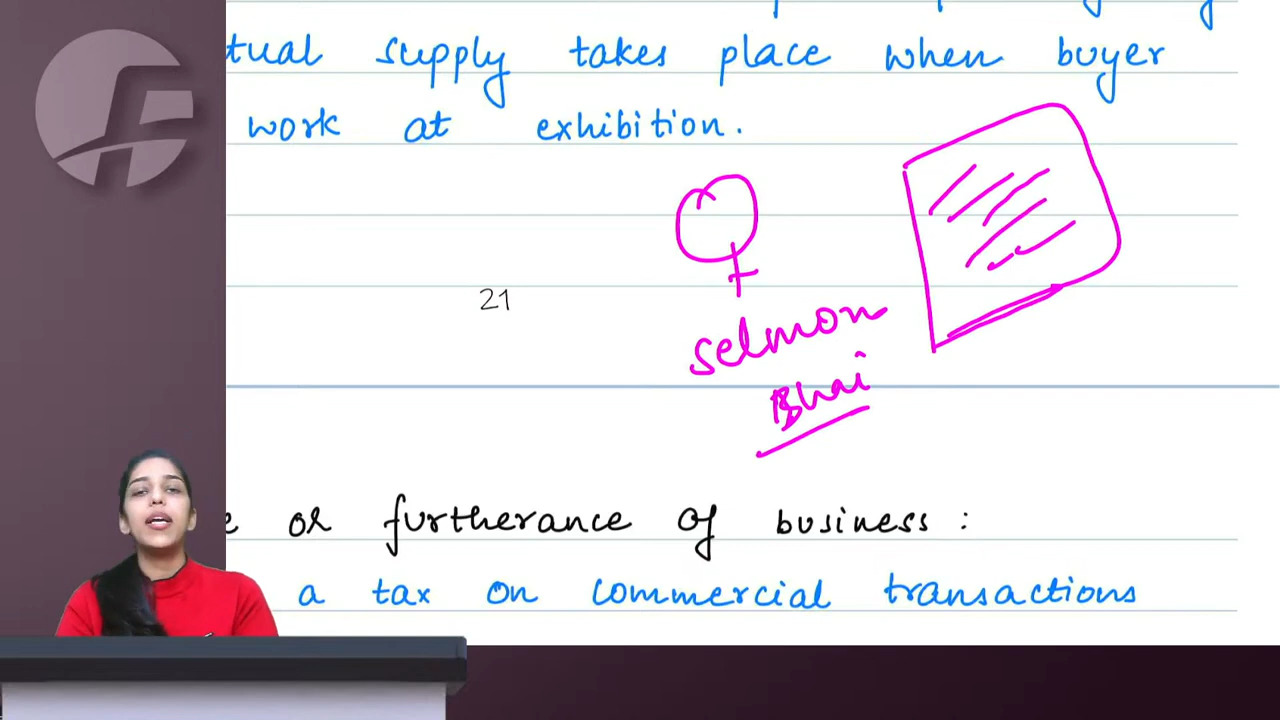 tual supply takes place when buyer
work at exhibition.
21
selmon
Bhai
e or furtherance of business :
a tax on commercial transactions